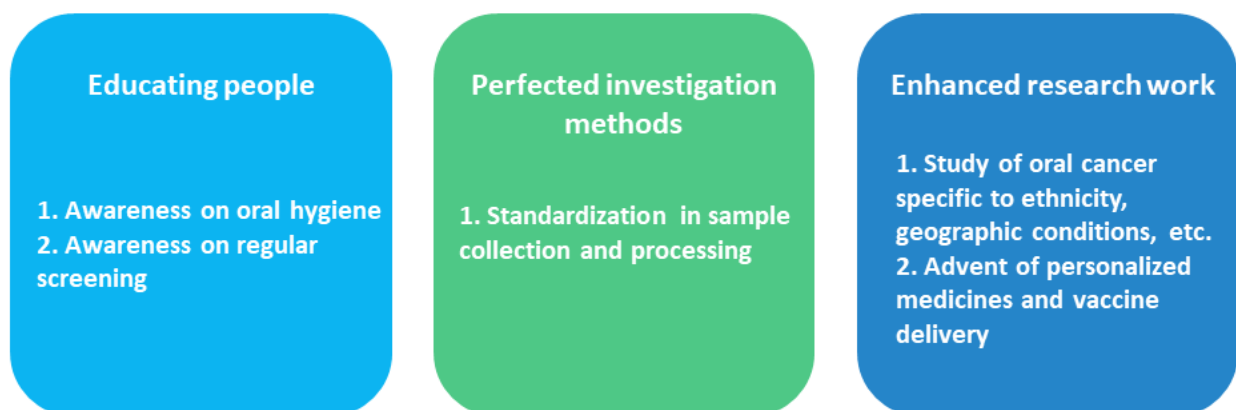 Educating people
1. Awareness on oral hygiene
2. Awareness on regular
screening
Perfected investigation
methods
1. Standardization in sample
collection and processing
Enhanced research work
1. Study of oral cancer
specific to ethnicity,
geographic conditions, etc.
2. Advent of personalized
medicines and vaccine
delivery